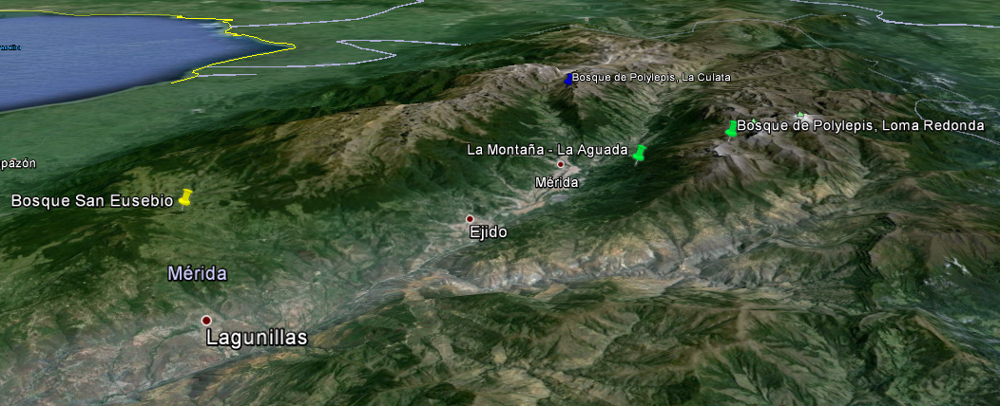 Bosque de Polylepis, La Culata
Bosque de Polylepis, Loma Redonda
La Montaña - La Aguada
pazón
Mérida
Bosque San Eusebio
Ejido
Mérida
Lagunillas